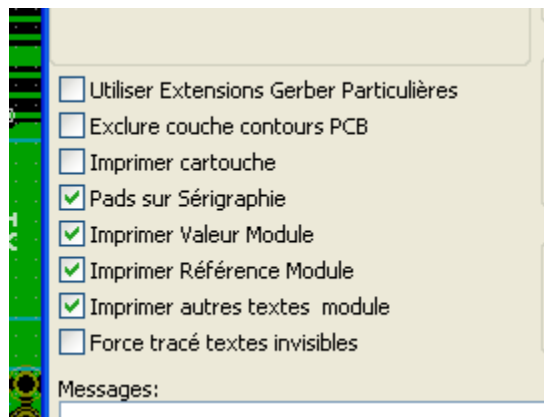 Utiliser Extensions Gerber Particulières
Exclure couche contours PCB
Imprimer cartouche
Pads sur Sérigraphie
Imprimer Valeur Module
Imprimer Référence Module
Imprimer autres textes  module
Force tracé textes invisibles
Messages: